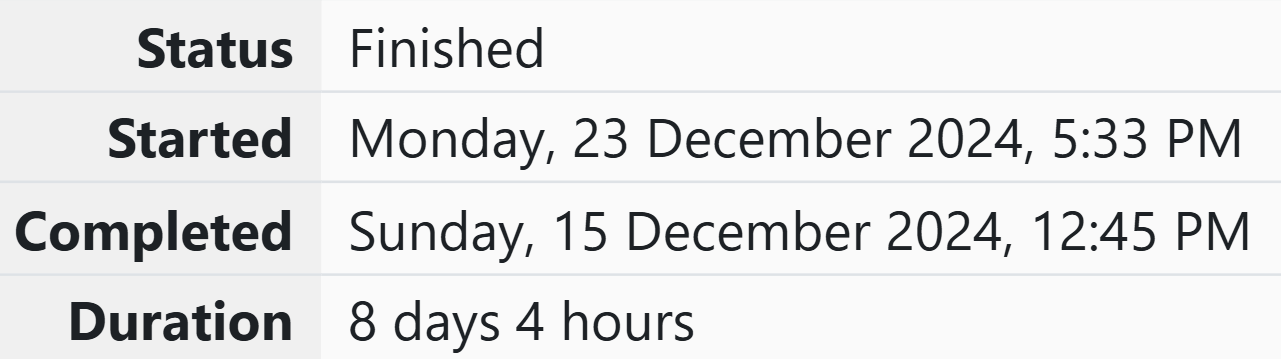 Status Finished
Started Monday, 23 December 2024, 5:33 PM
Completed Sunday, 15 December 2024, 12:45 PM
Duration 8 days 4 hours